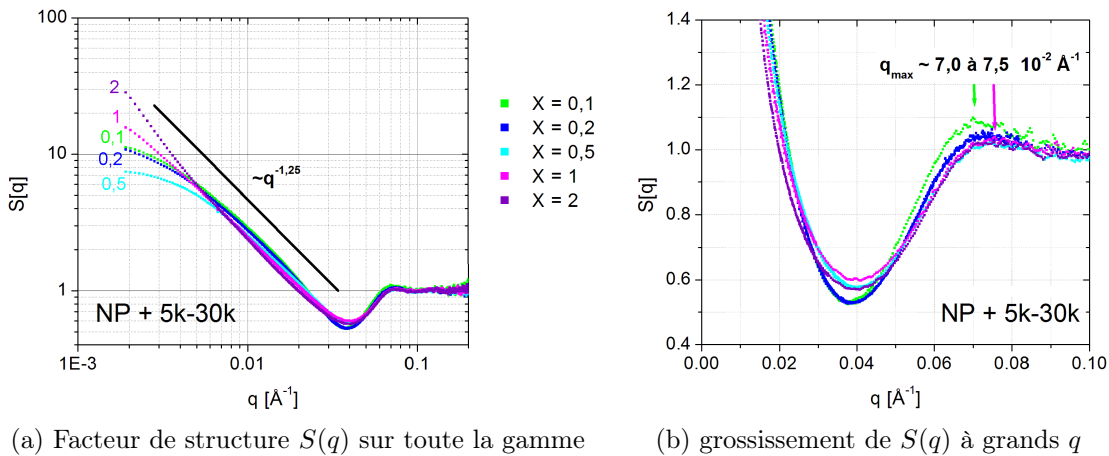 100
10
1
S[q]
2
1
0,1
0,2
0,5
~q-1,25
NP + 5k-30k
1E-3
0.01
0.1
q [Å-1]
X = 0,1
X = 0,2
X = 0,5
X = 1
X = 2
1.4
1.2
1.0
0.8
0.6
0.4
S[q]
qmax ~ 7,0 à 7,5 10-2 Å-1
NP + 5k-30k
0.00
0.02
0.04
0.06
0.08
0.10
q [Å-1]
(a) Facteur de structure S(q) sur toute la gamme
(b) grossissement de S(q) à grands q